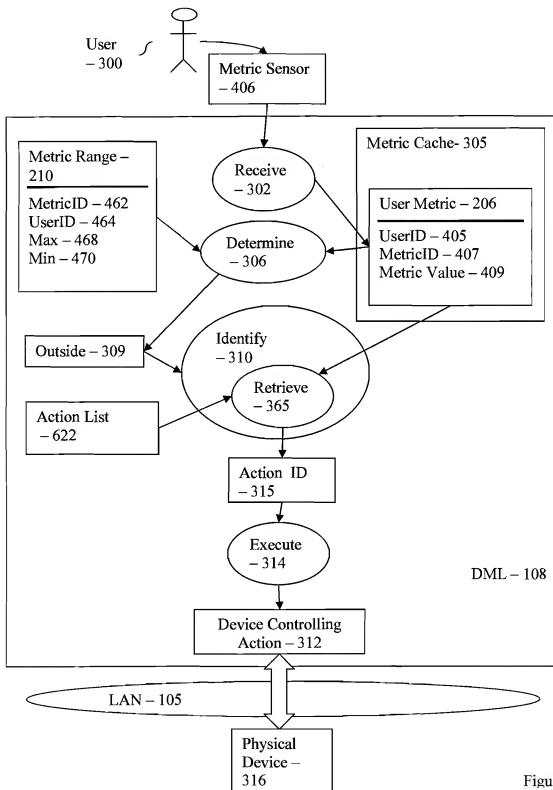 User
– 300
Metric Sensor
– 406
Metric Range –
210
MetricID – 462
UserID – 464
Max – 468
Min – 470
Receive
– 302
Metric Cache- 305
User Metric – 206
UserID – 405
MetricID – 407
Metric Value – 409
Determine
– 306
Outside – 309
Identify
– 310
Retrieve
– 365
Action List
– 622
Action ID
– 315
Execute
– 314
DML – 108
Device Controlling
Action – 312
LAN – 105
Physical
Device –
316
Figu